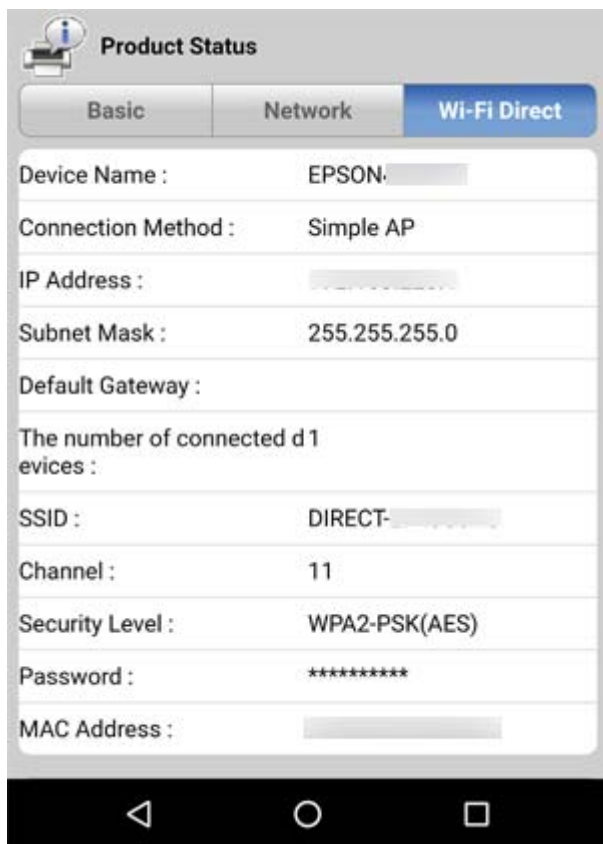 Product Status
Basic Network Wi-Fi Direct
Device Name : EPSON
Connection Method : Simple AP
IP Address :
Subnet Mask : 255.255.255.0
Default Gateway :
The number of connected d 1
evices :
SSID : DIRECT-
Channel : 11
Security Level : WPA2-PSK(AES)
Password : **********
MAC Address :